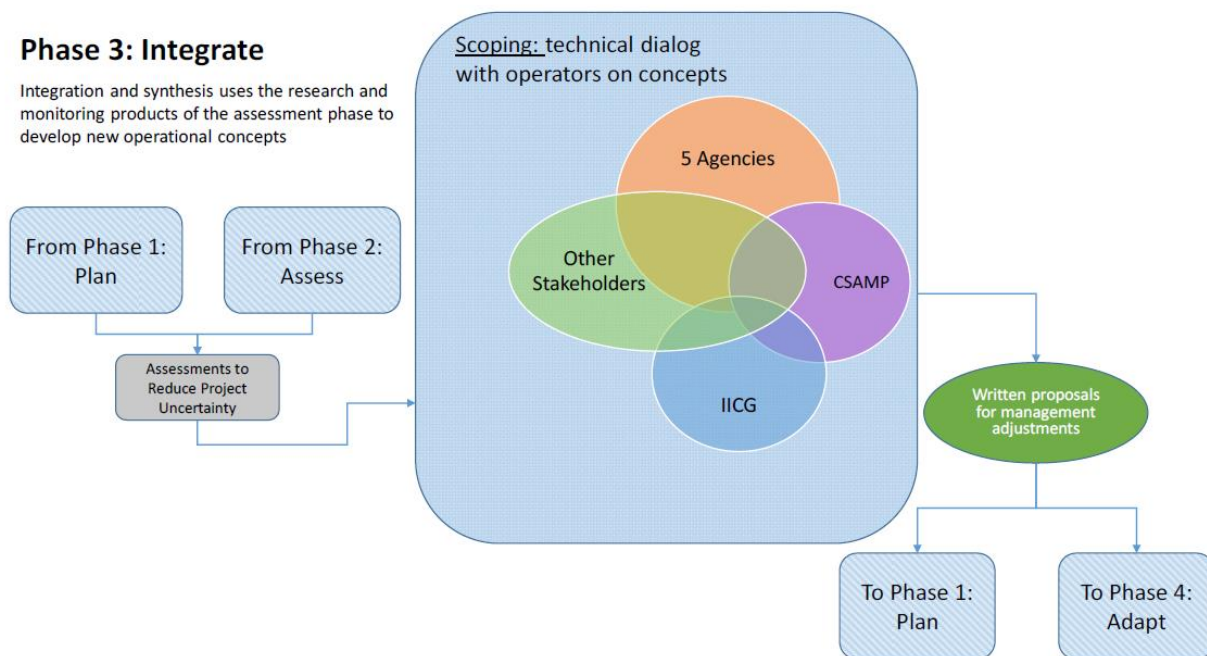 Phase 3: Integrate
Integration and synthesis uses the research and
monitoring products of the assessment phase to
develop new operational concepts
From Phase 1:
Plan
From Phase 2:
Assess
Assessments to
Reduce Project
Uncertainty
Scoping: technical dialog
with operators on concepts
5 Agencies
Other
Stakeholders
CSAMP
IICG
Written proposals
for management
adjustments
To Phase 1:
Plan
To Phase 4:
Adapt